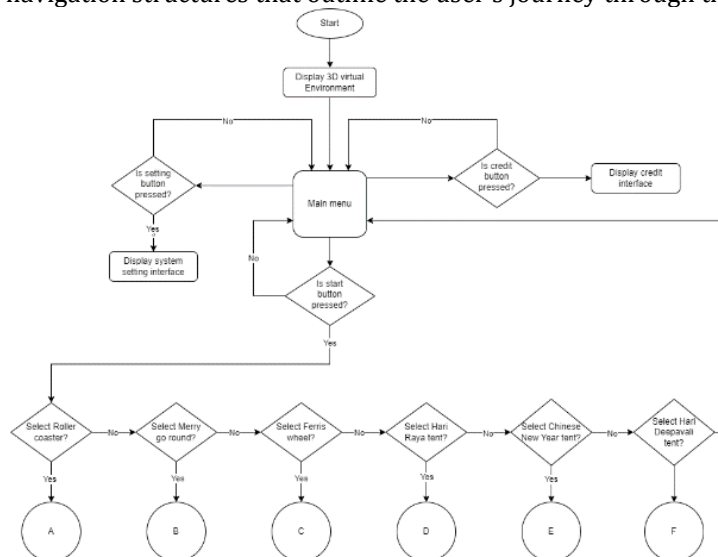 navigation structures that outline the user's journey through t
Start
Display 3D virtual
Environment
No
No
Is setting
button
pressed?
Is credit
button
pressed?
Display credit
interface
Main menu
Yes
Display system
setting interface
No
Is start
button
pressed?
Yes
Select Roller
coaster?
No
Select Merry
go round?
No
Select Ferris
wheel?
No
Select Hari
Raya tent?
No
Select Chinese
New Year tent?
No
Select Hari
Deepavali
tent?
Yes
Yes
Yes
Yes
Yes
A
B
C
D
E
F